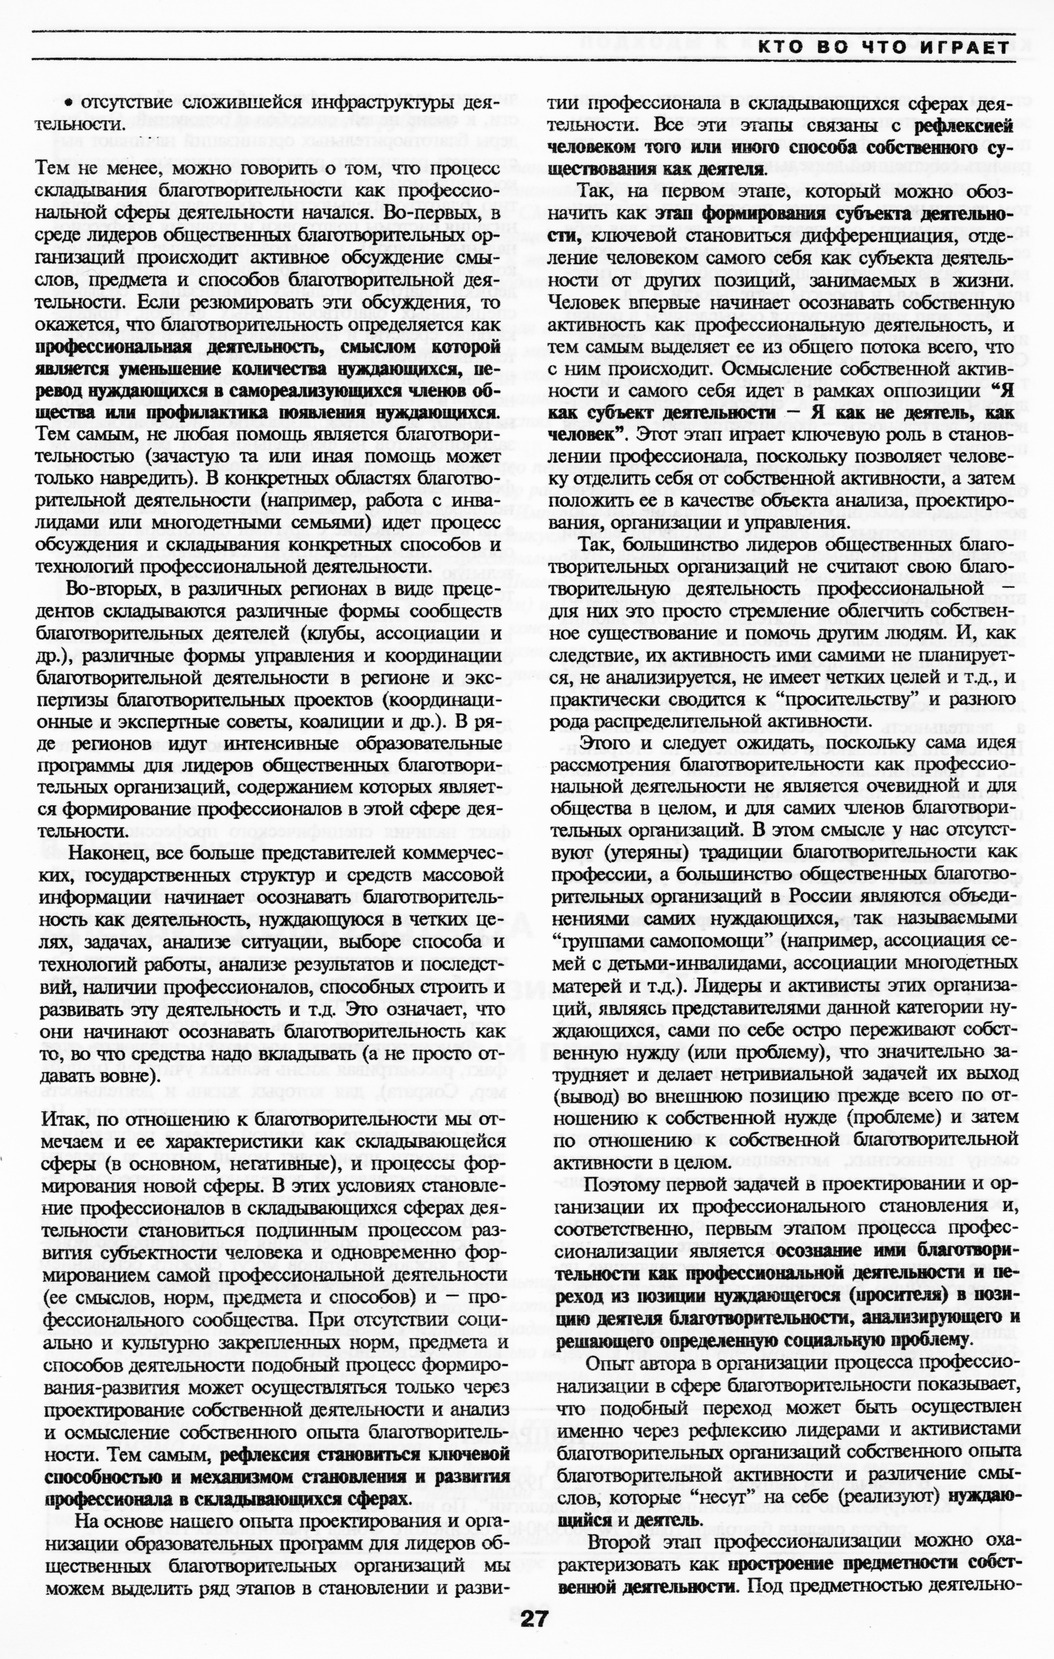 КТО ВО ЧТО ИГРАЕТ
• отсутствие сложившейся инфраструктуры дея-
тельности.
Тем не менее, можно говорить о том, что процесс
складывания благотворительности как профессио-
нальной сферы деятельности начался. Во-первых, в
среде лидеров общественных благотворительных ор-
ганизаций происходит активное обсуждение смы-
слов, предмета и способов благотворительной дея-
тельности. Если резюмировать эти обсуждения, то
окажется, что благотворительность определяется как
профессиональная деятельность, смыслом которой
является уменьшение количества нуждающихся, пе-
ревод нуждающихся в самореализующихся членов об-
щества или профилактика появления нуждающихся.
Тем самым, не любая помощь является благотвори-
тельностью (зачастую та или иная помощь может
только навредить). В конкретных областях благотво-
рительной деятельности (например, работа с инва-
лидами или многодетными семьями) идет процесс
обсуждения и складывания конкретных способов и
технологий профессиональной деятельности.
Во-вторых, в различных регионах в виде преце-
дентов складываются различные формы сообществ
благотворительных деятелей (клубы, ассоциации и
др.), различные формы управления и координации
благотворительной деятельности в регионе и экс-
пертизы благотворительных проектов (координаци-
онные и экспертные советы, коалиции и др.). В ря-
де регионов идут интенсивные образовательные
программы для лидеров общественных благотвори-
тельных организаций, содержанием которых являет-
ся формирование профессионалов в этой сфере дея-
тельности.
Наконец, все больше представителей коммерчес-
ких, государственных структур и средств массовой
информации начинает осознавать благотворитель-
ность как деятельность, нуждающуюся в четких це-
лях, задачах, анализе ситуации, выборе способа и
технологий работы, анализе результатов и последст-
вий, наличии профессионалов, способных строить и
развивать эту деятельность и т.д. Это означает, что
они начинают осознавать благотворительность как
то, во что средства надо вкладывать (а не просто от-
давать вовне).
Итак, по отношению к благотворительности мы от-
мечаем и ее характеристики как складывающейся
сферы (в основном, негативные), и процессы фор-
мирования новой сферы. В этих условиях становле-
ние профессионалов в складывающихся сферах дея-
тельности становиться подлинным процессом раз-
вития субъектности человека и одновременно фор-
мированием самой профессиональной деятельности
(ее смыслов, норм, предмета и способов) и — про-
фессионального сообщества. При отсутствии соци-
ально и культурно закрепленных норм, предмета и
способов деятельности подобный процесс формиро-
вания-развития может осуществляться только через
проектирование собственной деятельности и анализ
и осмысление собственного опыта благотворитель-
ности. Тем самым, рефлексия становиться ключевой
способностью и механизмом становления и развития
профессионала в складывающихся сферах.
На основе нашего опыта проектирования и орга-
низации образовательных программ для лидеров об-
щественных благотворительных организаций мы
можем выделить ряд этапов в становлении и разви-
тии профессионала в складывающихся сферах дея-
тельности. Все эти этапы связаны с рефлексией
человеком того или иного способа собственного су-
ществования как деятеля.
Так, на первом этапе, который можно обоз-
начить как этап формирования субъекта деятельно-
сти, ключевой становиться дифференциация, отде-
ление человеком самого себя как субъекта деятель-
ности от других позиций, занимаемых в жизни.
Человек впервые начинает осознавать собственную
активность как профессиональную деятельность, и
тем самым выделяет ее из общего потока всего, что
с ним происходит. Осмысление собственной актив-
ности и самого себя идет в рамках оппозиции “Я
как субъект деятельности — Я как не деятель, как
человек”. Этот этап играет ключевую роль в станов-
лении профессионала, поскольку позволяет челове-
ку отделить себя от собственной активности, а затем
положить ее в качестве объекта анализа, проектиро-
вания, организации и управления.
Так, большинство лидеров общественных благо-
творительных организаций не считают свою благо-
творительную деятельность профессиональной —
для них это просто стремление облегчить собствен-
ное существование и помочь другим людям. И, как
следствие, их активность ими самими не планирует-
ся, не анализируется, не имеет четких целей и т.д., и
практически сводится к “просительству” и разного
рода распределительной активности.
Этого и следует ожидать, поскольку сама идея
рассмотрения благотворительности как профессио-
нальной деятельности не является очевидной и для
общества в целом, и для самих членов благотвори-
тельных организаций. В этом смысле у нас отсутст-
вуют (утеряны) традиции благотворительности как
профессии, а большинство общественных благотво-
рительных организаций в России являются объеди-
нениями самих нуждающихся, так называемыми
“группами самопомощи” (например, ассоциация се-
мей с детьми-инвалидами, ассоциации многодетных
матерей и т.д.). Лидеры и активисты этих организа-
ций, являясь представителями данной категории ну-
ждающихся, сами по себе остро переживают собст-
венную нужду (или проблему), что значительно за-
трудняет и делает нетривиальной задачей их выход
(вывод) во внешнюю позицию прежде всего по от-
ношению к собственной нужде (проблеме) и затем
по отношению к собственной благотворительной
активности в целом.
Поэтому первой задачей в проектировании и ор-
ганизации их профессионального становления и,
соответственно, первым этапом процесса профес-
сионализации является осознание ими благотвори-
тельности как профессиональной деятельности и пе-
реход из позиции нуждающегося (просителя) в пози-
цию деятеля благотворительности, анализирующего и
решающего определенную социальную проблему.
Опыт автора в организации процесса профессио-
нализации в сфере благотворительности показывает,
что подобный переход может быть осуществлен
именно через рефлексию лидерами и активистами
благотворительных организаций собственного опыта
благотворительной активности и различение смы-
слов, которые “несут” на себе (реализуют) нуждаю-
щийся и деятель.
Второй этап профессионализации можно оха-
рактеризовать как простроение предметности собст-
венной деятельности. Под предметностью деятельно-
27